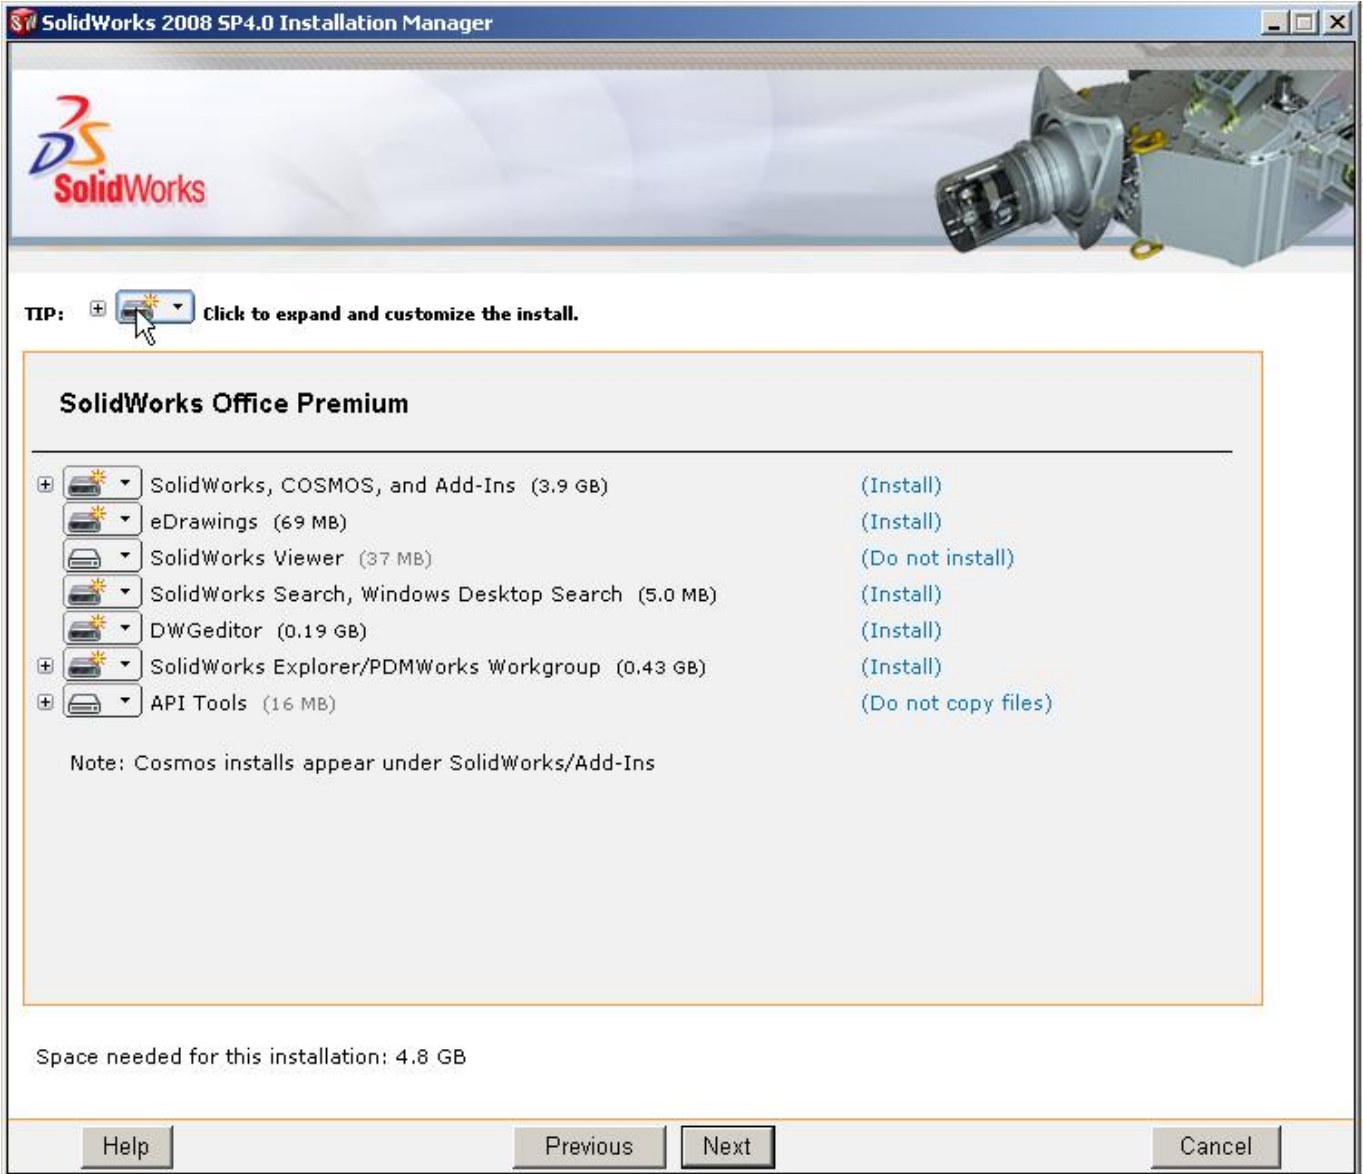 SolidWorks 2008 SP4.0 Installation Manager
SolidWorks
TIP: Click to expand and customize the install.
SolidWorks Office Premium
SolidWorks, COSMOS, and Add-Ins (3.9 GB) (Install)
eDrawings (69 MB) (Install)
SolidWorks Viewer (37 MB) (Do not install)
SolidWorks Search, Windows Desktop Search (5.0 MB) (Install)
DWGeditor (0.19 GB) (Install)
SolidWorks Explorer/PDMWorks Workgroup (0.43 GB) (Install)
API Tools (16 MB) (Do not copy files)
Note: Cosmos installs appear under SolidWorks/Add-Ins
Space needed for this installation: 4.8 GB
Help Previous Next Cancel